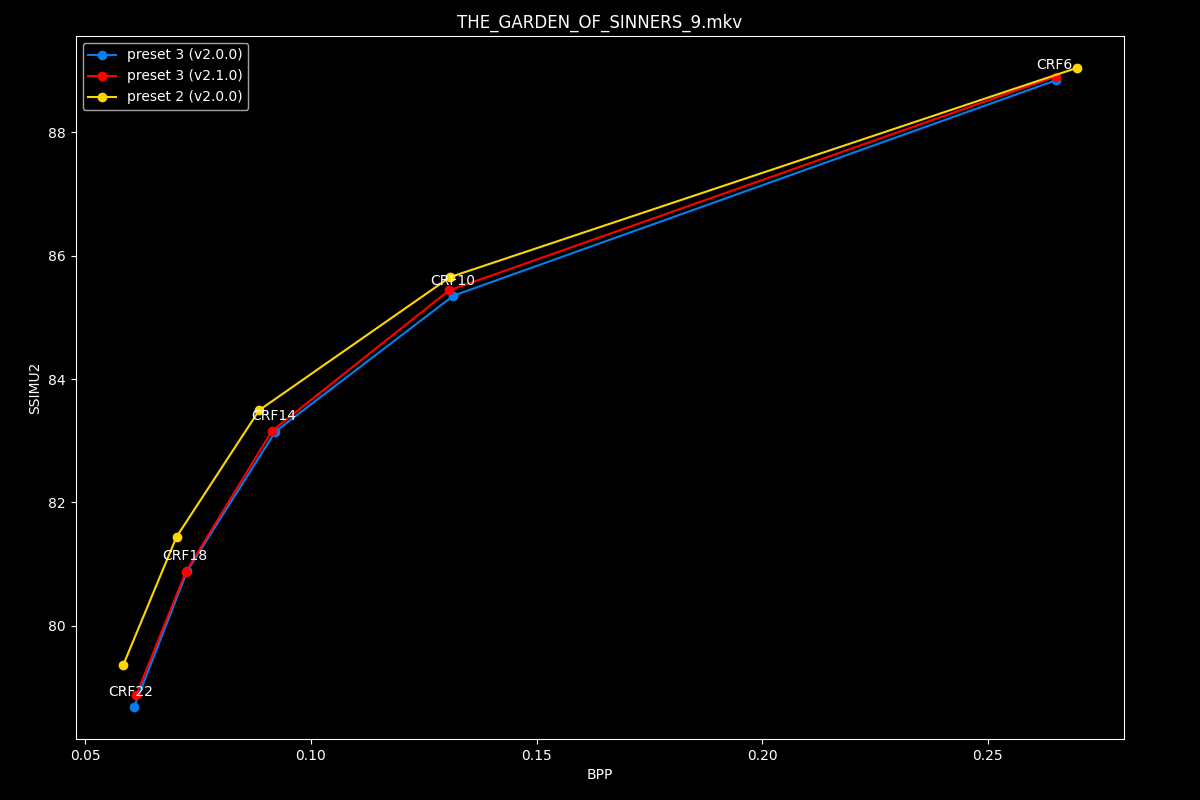 THE_GARDEN_OF_SINNERS_9.mkv
preset 3 (v2.0.0)
preset 3 (v2.1.0)
preset 2 (v2.0.0)
CRF6
88
86
CRF10
84
SSIMU2
CRF14
82
CRF18
80
CRF22
0.05 0.10 0.15 0.20 0.25
BPP